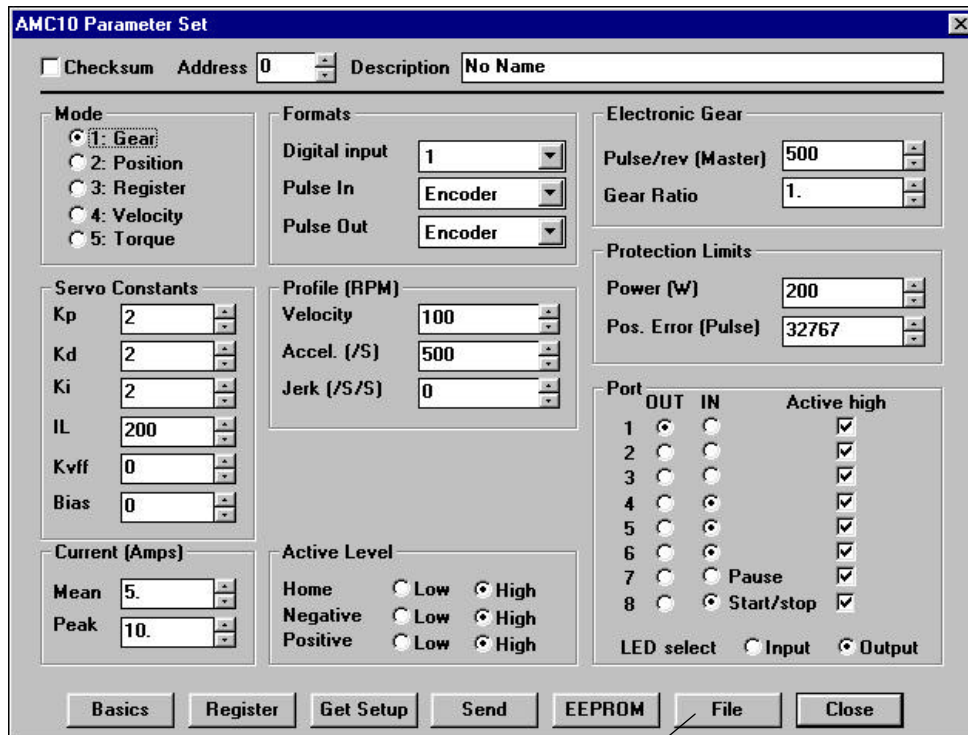 AMC10 Parameter Set
Checksum Address 0 Description No Name
Mode
1: Gear
2: Position
3: Register
4: Velocity
5: Torque
Formats
Digital input 1
Pulse In Encoder
Pulse Out Encoder
Electronic Gear
Pulse/rev (Master) 500
Gear Ratio 1.
Protection Limits
Power (W) 200
Pos. Error (Pulse) 32767
Servo Constants
Kp 2
Kd 2
Ki 2
IL 200
Kvff 0
Bias 0
Profile (RPM)
Velocity 100
Accel. (/S) 500
Jerk (/S/S) 0
Port
OUT IN Active high
1
2
3
4
5
6
7 Pause
8 Start/stop
LED select Input Output
Current (Amps)
Mean 5.
Peak 10.
Active Level
Home Low High
Negative Low High
Positive Low High
Basics Register Get Setup Send EEPROM File Close